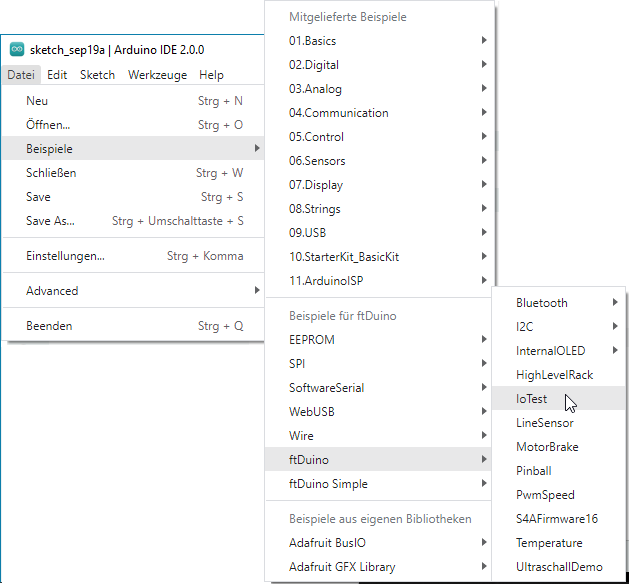 sketch_sep19a | Arduino IDE 2.0.0
Datei Edit Sketch Werkzeuge Help
Neu Strg + N
Öffnen... Strg + O
Beispiele
Schließen Strg + W
Save Strg + S
Save As... Strg + Umschalttaste + S
Einstellungen... Strg + Komma
Advanced
Beenden Strg + Q
Mitgelieferte Beispiele
01.Basics
02.Digital
03.Analog
04.Communication
05.Control
06.Sensors
07.Display
08.Strings
09.USB
10.StarterKit_BasicKit
11.ArduinoISP
Beispiele für ftDuino
EEPROM
SPI
SoftwareSerial
WebUSB
Wire
ftDuino
ftDuino Simple
Beispiele aus eigenen Bibliotheken
Adafruit BusIO
Adafruit GFX Library
Bluetooth
I2C
InternalOLED
HighLevelRack
IoTest
LineSensor
MotorBrake
Pinball
PwmSpeed
S4AFirmware16
Temperature
UltraschallDemo